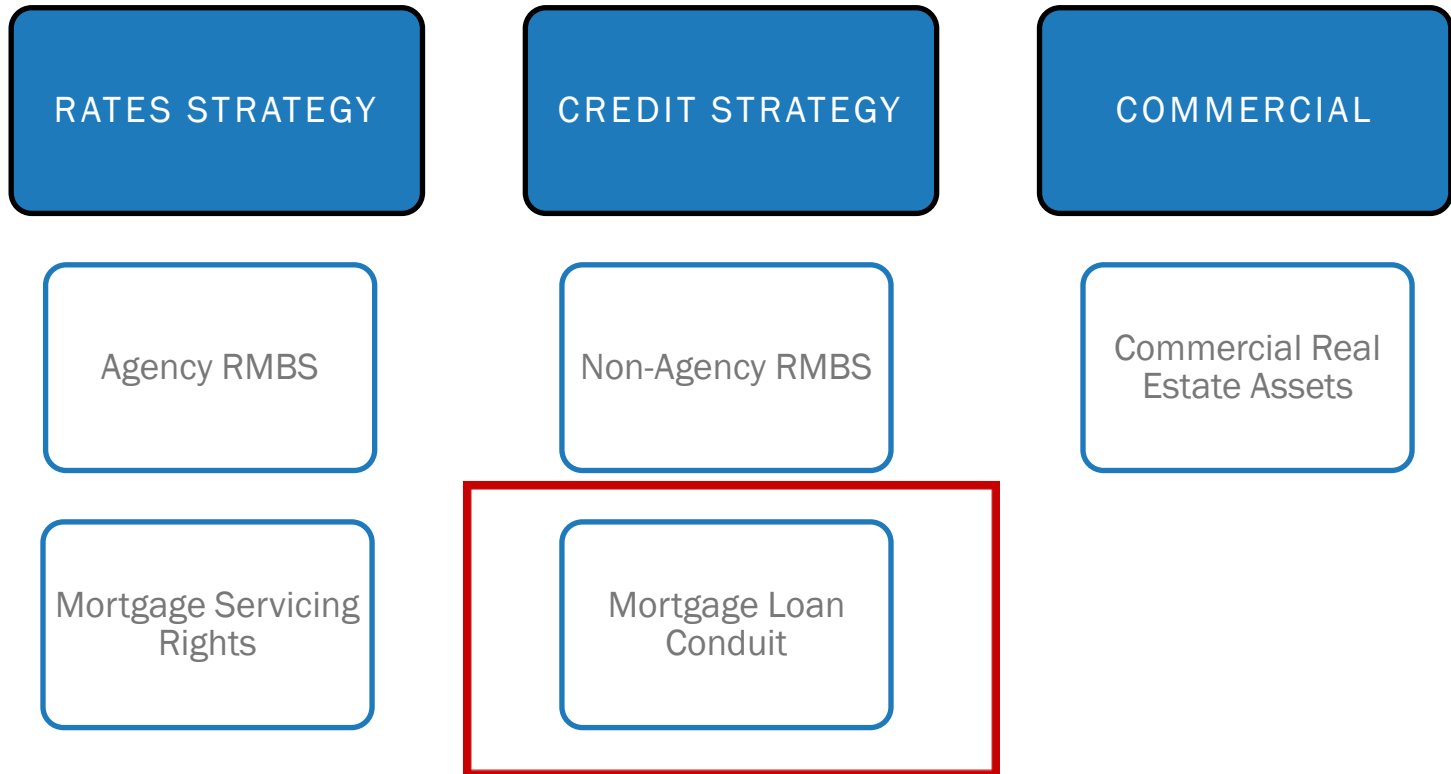 RATES STRATEGY
CREDIT STRATEGY
COMMERCIAL
Agency RMBS
Non-Agency RMBS
Commercial Real
Estate Assets
Mortgage Servicing
Rights
Mortgage Loan
Conduit